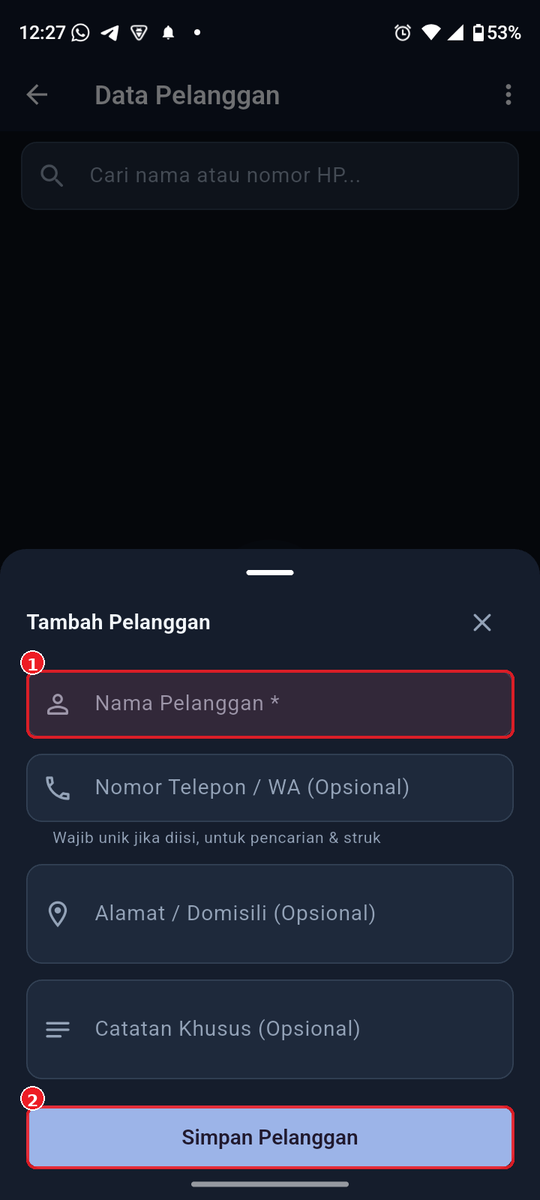 12:27 53%
Data Pelanggan
Cari nama atau nomor HP...
Tambah Pelanggan
1
Nama Pelanggan *
Nomor Telepon / WA (Opsional)
Wajib unik jika diisi, untuk pencarian & struk
Alamat / Domisili (Opsional)
Catatan Khusus (Opsional)
2
Simpan Pelanggan